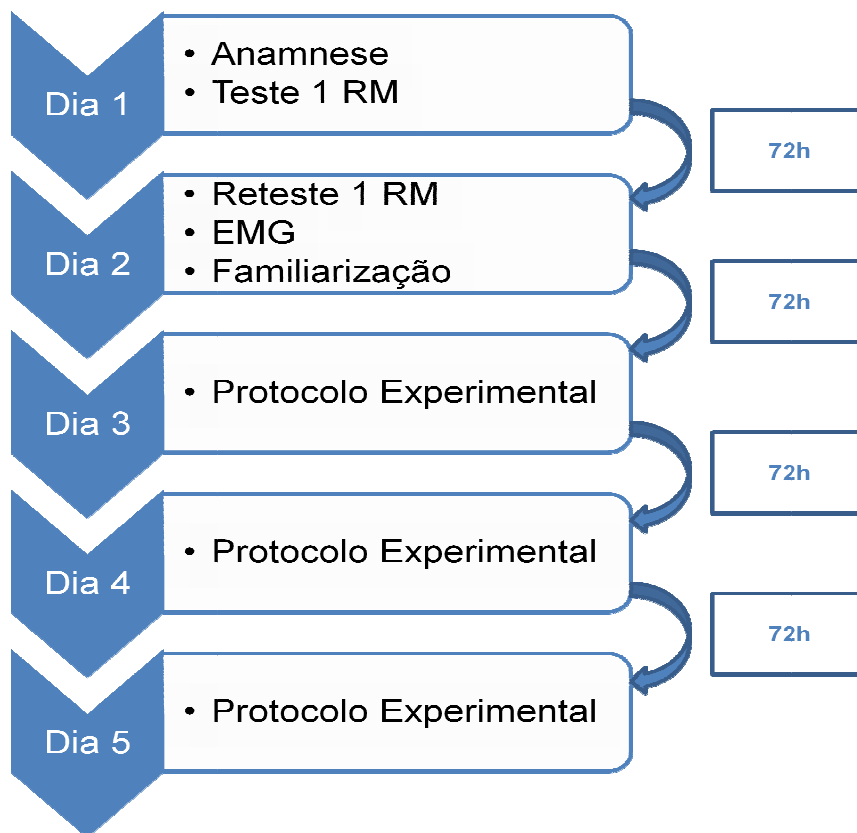 Dia 1
• Anamnese
• Teste 1 RM
72h
Dia 2
• Reteste 1 RM
• EMG
• Familiarização
72h
Dia 3
• Protocolo Experimental
72h
Dia 4
• Protocolo Experimental
72h
Dia 5
• Protocolo Experimental